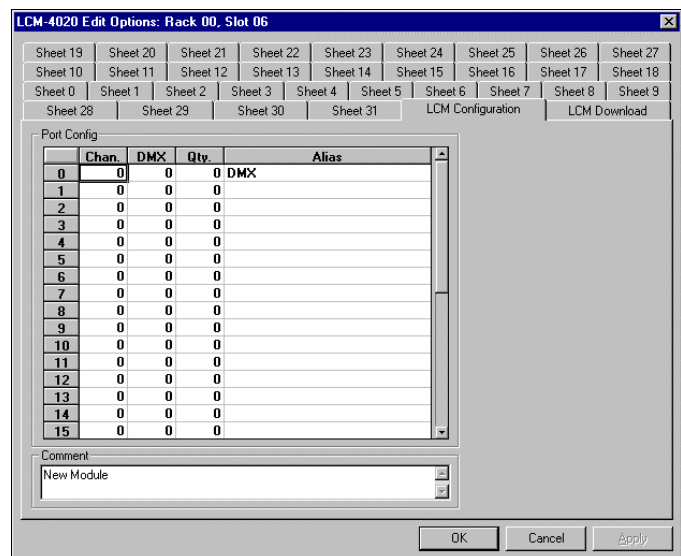 LCM-4020 Edit Options: Rack 00, Slot 06
Sheet 19 Sheet 20 Sheet 21 Sheet 22 Sheet 23 Sheet 24 Sheet 25 Sheet 26 Sheet 27
Sheet 10 Sheet 11 Sheet 12 Sheet 13 Sheet 14 Sheet 15 Sheet 16 Sheet 17 Sheet 18
Sheet 0 Sheet 1 Sheet 2 Sheet 3 Sheet 4 Sheet 5 Sheet 6 Sheet 7 Sheet 8 Sheet 9
Sheet 28 Sheet 29 Sheet 30 Sheet 31 LCM Configuration LCM Download
Port Config
Chan. DMX Qty. Alias
0 0 0 0 DMX
1 0 0 0
2 0 0 0
3 0 0 0
4 0 0 0
5 0 0 0
6 0 0 0
7 0 0 0
8 0 0 0
9 0 0 0
10 0 0 0
11 0 0 0
12 0 0 0
13 0 0 0
14 0 0 0
15 0 0 0
Comment
New Module
OK Cancel Apply